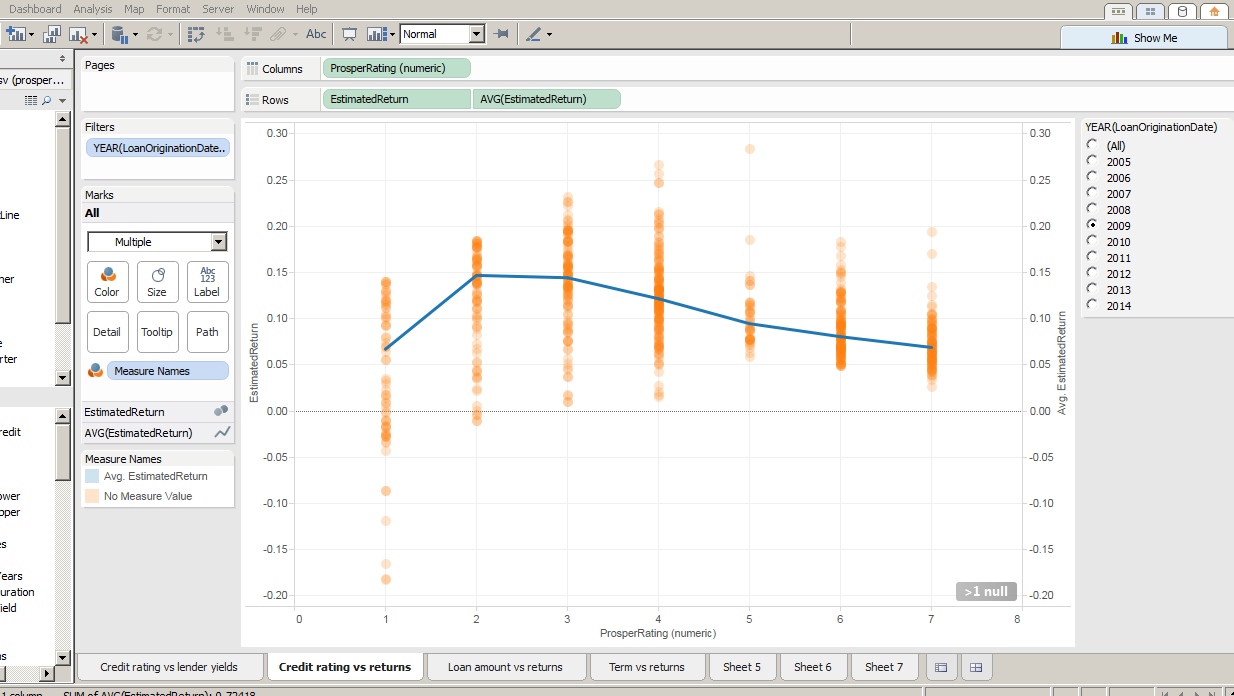 Dashboard Analysis Map Format Server Window Help
Abc Normal Show Me
sv (prosper...
Line
ner
e
rter
redit
ower
pper
es
Years
uration
ield
ns
Pages
Filters
YEAR(LoanOriginationDate..
Marks
All
Multiple
Color Size Abc 123 Label
Detail Tooltip Path
Measure Names
EstimatedReturn
AVG(EstimatedReturn)
Measure Names
Avg. EstimatedReturn
No Measure Value
Columns ProsperRating (numeric)
Rows EstimatedReturn AVG(EstimatedReturn)
0.30 0.30
0.25 0.25
0.20 0.20
0.15 0.15
0.10 0.10
0.05 0.05
0.00 0.00
-0.05 -0.05
-0.10 -0.10
-0.15 -0.15
-0.20 -0.20
EstimatedReturn
Avg. EstimatedReturn
>1 null
0 1 2 3 4 5 6 7 8
ProsperRating (numeric)
YEAR(LoanOriginationDate)
(All)
2005
2006
2007
2008
2009
2010
2011
2012
2013
2014
Credit rating vs lender yields Credit rating vs returns Loan amount vs returns Term vs returns Sheet 5 Sheet 6 Sheet 7
1 column SUM of AVG(EstimatedReturn): 0.72418